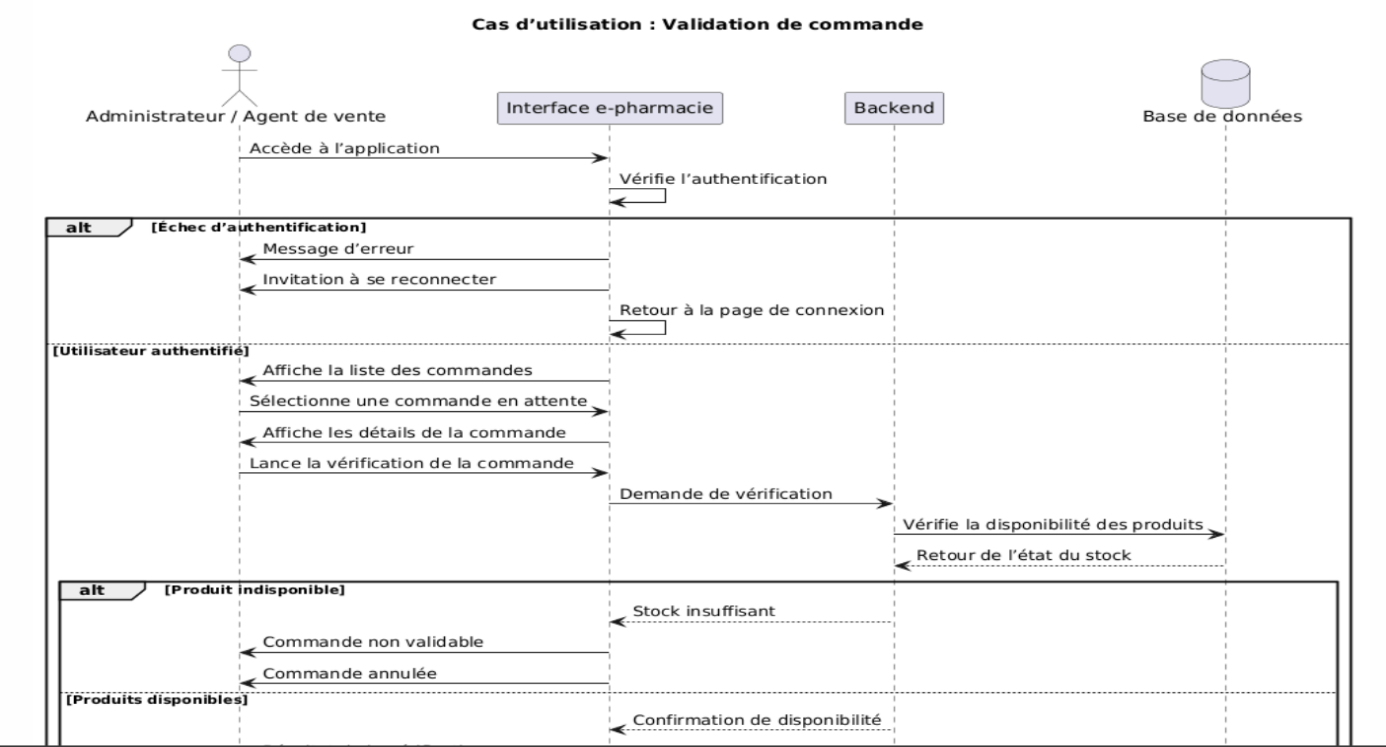 Cas d’utilisation : Validation de commande
Administrateur / Agent de vente
Interface e-pharmacie
Backend
Base de données
Accède à l’application
Vérifie l’authentification
alt [Échec d’authentification]
Message d’erreur
Invitation à se reconnecter
Retour à la page de connexion
[Utilisateur authentifié]
Affiche la liste des commandes
Sélectionne une commande en attente
Affiche les détails de la commande
Lance la vérification de la commande
Demande de vérification
Vérifie la disponibilité des produits
Retour de l’état du stock
alt [Produit indisponible]
Stock insuffisant
Commande non validable
Commande annulée
[Produits disponibles]
Confirmation de disponibilité